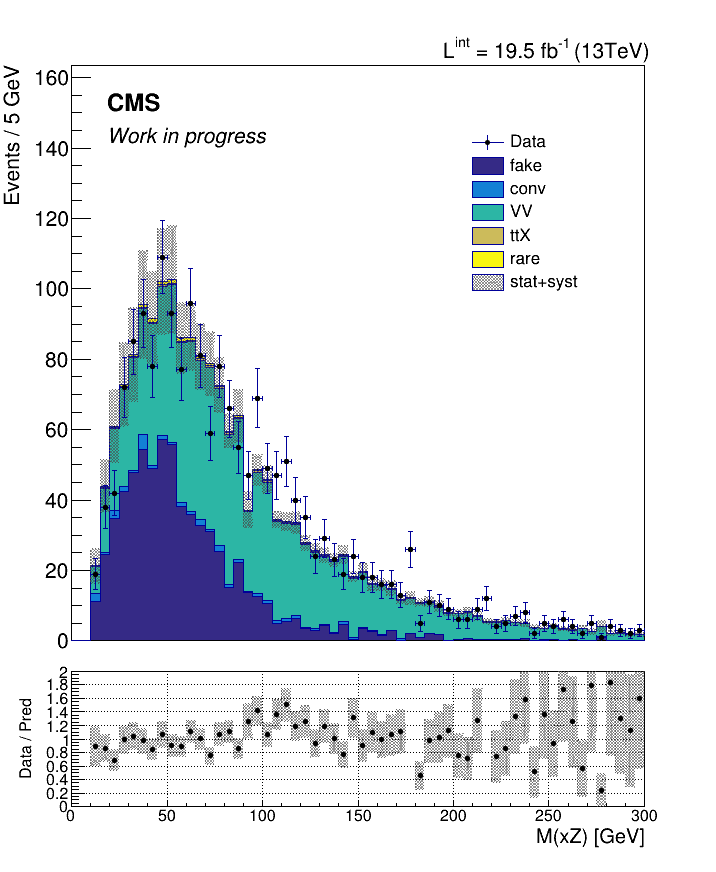 L^int = 19.5 fb^-1 (13TeV)
Events / 5 GeV
160
140
120
100
80
60
40
20
0
CMS
Work in progress
Data
fake
conv
VV
ttX
rare
stat+syst
Data / Pred
2
1.8
1.6
1.4
1.2
1
0.8
0.6
0.4
0.2
0
0 50 100 150 200 250 300
M(xZ) [GeV]